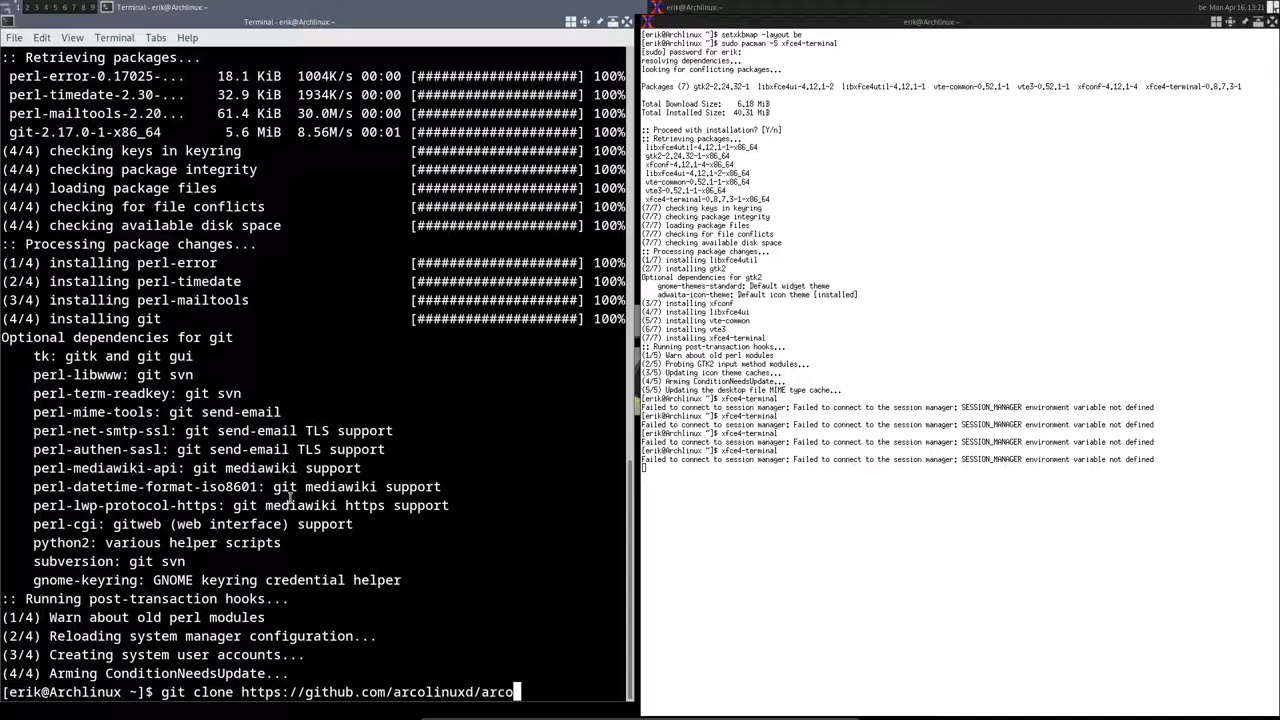 1 2 3 4 5 6 7 8 9
Terminal - erik@Archlinux:~
be Mon Apr 16, 13:21
Terminal - erik@Archlinux:~
File Edit View Terminal Tabs Help
:: Retrieving packages...
perl-error-0.17025-... 18.1 KiB 1004K/s 00:00 [####################] 100%
perl-timedate-2.30-... 32.9 KiB 1934K/s 00:00 [####################] 100%
perl-mailtools-2.20... 61.4 KiB 30.0M/s 00:00 [####################] 100%
git-2.17.0-1-x86_64 5.6 MiB 8.56M/s 00:01 [####################] 100%
(4/4) checking keys in keyring [####################] 100%
(4/4) checking package integrity [####################] 100%
(4/4) loading package files [####################] 100%
(4/4) checking for file conflicts [####################] 100%
(4/4) checking available disk space [####################] 100%
:: Processing package changes...
(1/4) installing perl-error [####################] 100%
(2/4) installing perl-timedate [####################] 100%
(3/4) installing perl-mailtools [####################] 100%
(4/4) installing git [####################] 100%
Optional dependencies for git
tk: gitk and git gui
perl-libwww: git svn
perl-term-readkey: git svn
perl-mime-tools: git send-email
perl-net-smtp-ssl: git send-email TLS support
perl-authen-sasl: git send-email TLS support
perl-mediawiki-api: git mediawiki support
perl-datetime-format-iso8601: git mediawiki support
perl-lwp-protocol-https: git mediawiki https support
perl-cgi: gitweb (web interface) support
python2: various helper scripts
subversion: git svn
gnome-keyring: GNOME keyring credential helper
:: Running post-transaction hooks...
(1/4) Warn about old perl modules
(2/4) Reloading system manager configuration...
(3/4) Creating system user accounts...
(4/4) Arming ConditionNeedsUpdate...
[erik@Archlinux ~]$ git clone https://github.com/arcolinuxd/arco
erik@Archlinux:~
[erik@Archlinux ~]$ setxkbmap -layout be
[erik@Archlinux ~]$ sudo pacman -S xfce4-terminal
[sudo] password for erik:
resolving dependencies...
looking for conflicting packages...
Packages (7) gtk2-2.24.32-1 libxfce4ui-4.12.1-2 libxfce4util-4.12.1-1 vte-common-0.52.1-1 vte3-0.52.1-1 xfconf-4.12.1-4 xfce4-terminal-0.8.7.3-1
Total Download Size: 6.18 MiB
Total Installed Size: 40.31 MiB
:: Proceed with installation? [Y/n]
:: Retrieving packages...
libxfce4util-4.12.1-1-x86_64
gtk2-2.24.32-1-x86_64
xfconf-4.12.1-4-x86_64
libxfce4ui-4.12.1-2-x86_64
vte-common-0.52.1-1-x86_64
vte3-0.52.1-1-x86_64
xfce4-terminal-0.8.7.3-1-x86_64
(7/7) checking keys in keyring
(7/7) checking package integrity
(7/7) loading package files
(7/7) checking for file conflicts
(7/7) checking available disk space
:: Processing package changes...
(1/7) installing libxfce4util
(2/7) installing gtk2
Optional dependencies for gtk2
gnome-themes-standard: Default widget theme
adwaita-icon-theme: Default icon theme [installed]
(3/7) installing xfconf
(4/7) installing libxfce4ui
(5/7) installing vte-common
(6/7) installing vte3
(7/7) installing xfce4-terminal
:: Running post-transaction hooks...
(1/5) Warn about old perl modules
(2/5) Probing GTK2 input method modules...
(3/5) Updating icon theme caches...
(4/5) Arming ConditionNeedsUpdate...
(5/5) Updating the desktop file MIME type cache...
[erik@Archlinux ~]$ xfce4-terminal
Failed to connect to session manager: Failed to connect to the session manager: SESSION_MANAGER environment variable not defined
[erik@Archlinux ~]$ xfce4-terminal
Failed to connect to session manager: Failed to connect to the session manager: SESSION_MANAGER environment variable not defined
[erik@Archlinux ~]$ xfce4-terminal
Failed to connect to session manager: Failed to connect to the session manager: SESSION_MANAGER environment variable not defined
[erik@Archlinux ~]$ xfce4-terminal
Failed to connect to session manager: Failed to connect to the session manager: SESSION_MANAGER environment variable not defined